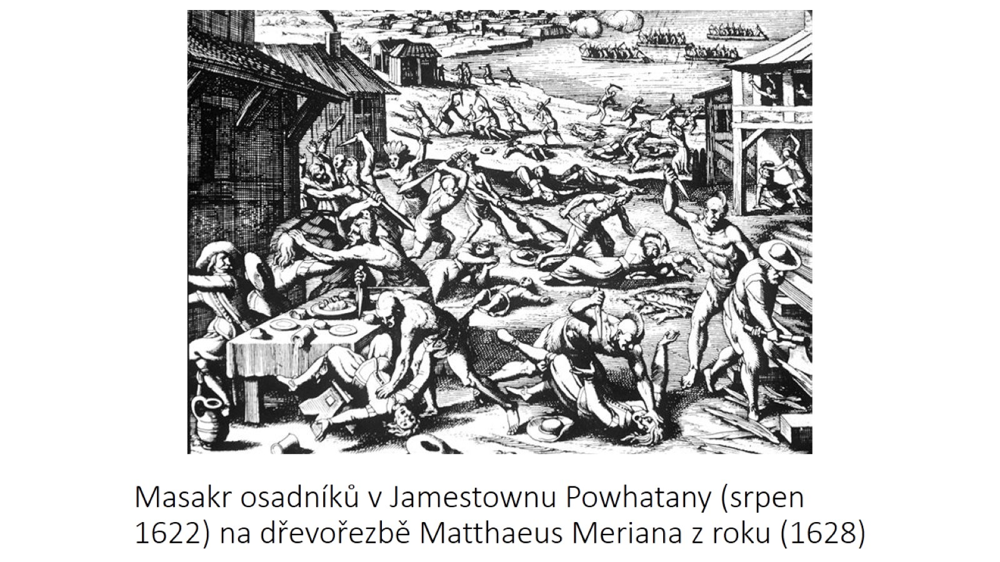 Masakr osadníků v Jamestownu Powhatany (srpen
1622) na dřevořezbě Matthaeus Meriana z roku (1628)